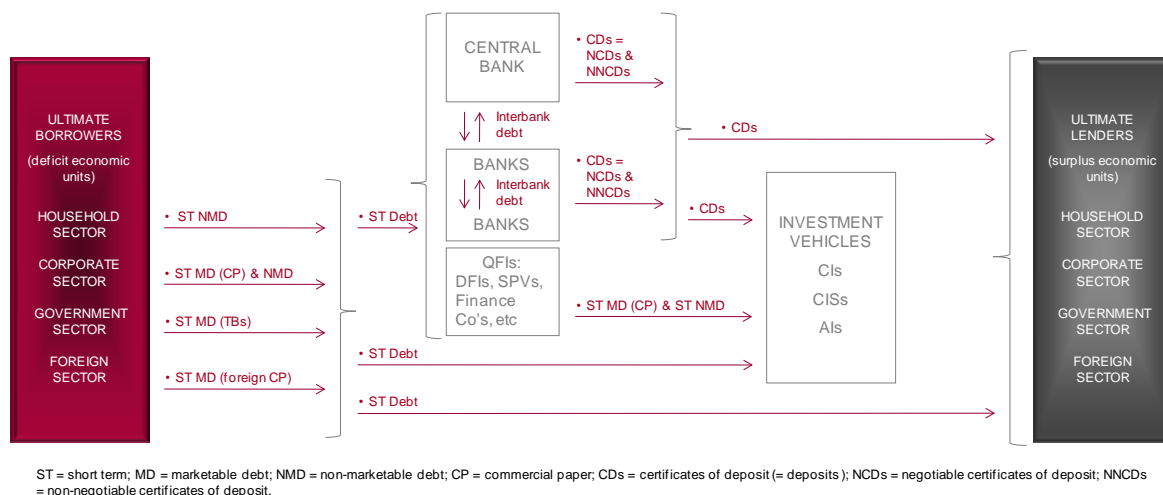 ULTIMATE
BORROWERS
(deficit economic
units)
HOUSEHOLD
SECTOR
CORPORATE
SECTOR
GOVERNMENT
SECTOR
FOREIGN
SECTOR
• ST NMD
• ST MD (CP) & NMD
• ST MD (TBs)
• ST MD (foreign CP)
• ST Debt
CENTRAL
BANK
Interbank
debt
BANKS
Interbank
debt
BANKS
QFIs:
DFIs, SPVs,
Finance
Co's, etc
• CDs =
NCDs &
NNCDs
• CDs =
NCDs &
NNCDs
• ST MD (CP) & ST NMD
• ST Debt
• ST Debt
• CDs
• CDs
INVESTMENT
VEHICLES
CIs
CISs
AIs
ULTIMATE
LENDERS
(surplus economic
units)
HOUSEHOLD
SECTOR
CORPORATE
SECTOR
GOVERNMENT
SECTOR
FOREIGN
SECTOR
ST = short term; MD = marketable debt; NMD = non-marketable debt; CP = commercial paper; CDs = certificates of deposit (= deposits); NCDs = negotiable certificates of deposit; NNCDs
= non-negotiable certificates of deposit.